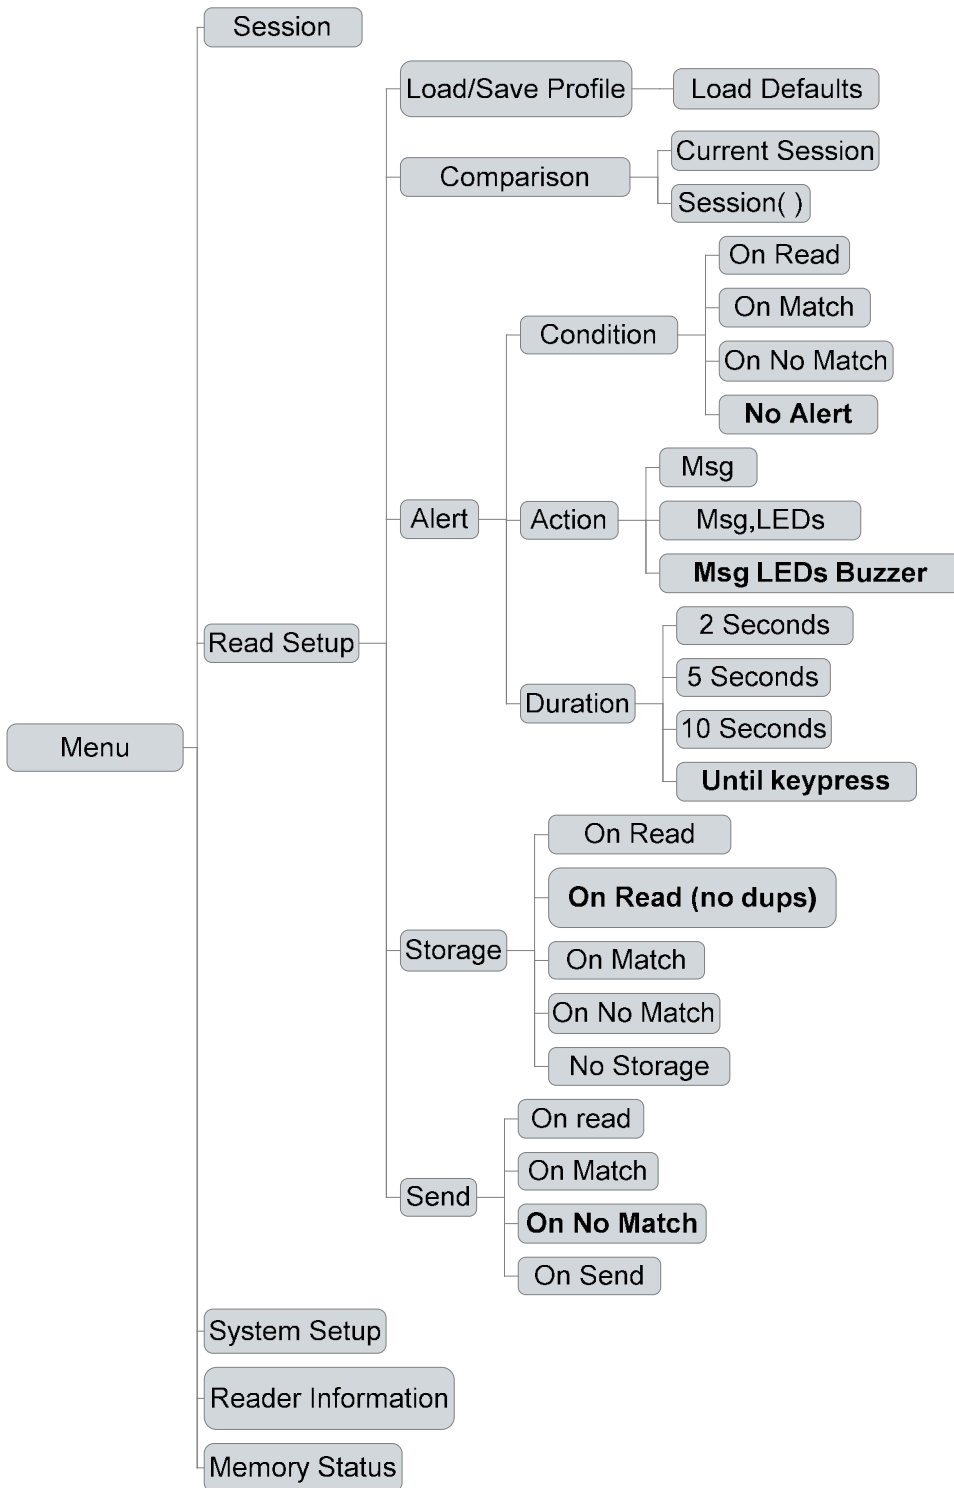 Session
Load/Save Profile
Load Defaults
Comparison
Current Session
Session( )
On Read
On Match
Condition
On No Match
No Alert
Msg
Alert
Action
Msg,LEDs
Msg LEDs Buzzer
2 Seconds
Read Setup
5 Seconds
Duration
10 Seconds
Menu
Until keypress
On Read
On Read (no dups)
Storage
On Match
On No Match
No Storage
On read
On Match
Send
On No Match
On Send
System Setup
Reader Information
Memory Status